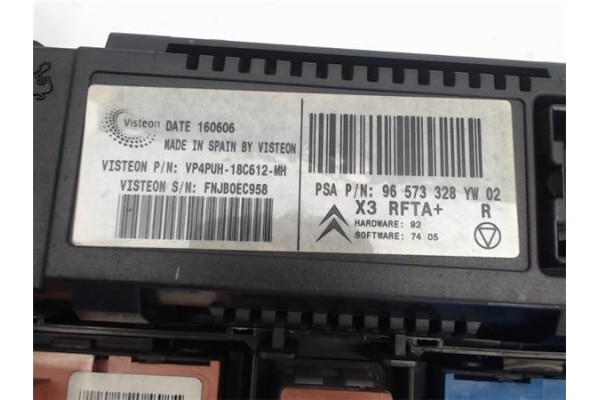 Visteon
DATE 160606
MADE IN SPAIN BY VISTEON
VISTEON P/N: VP4PUH-18C612-MH
VISTEON S/N: FNJB0EC958
PSA P/N: 96 573 328 YW 02
X3 RFTA+ R
HARDWARE: 92
SOFTWARE: 74 05